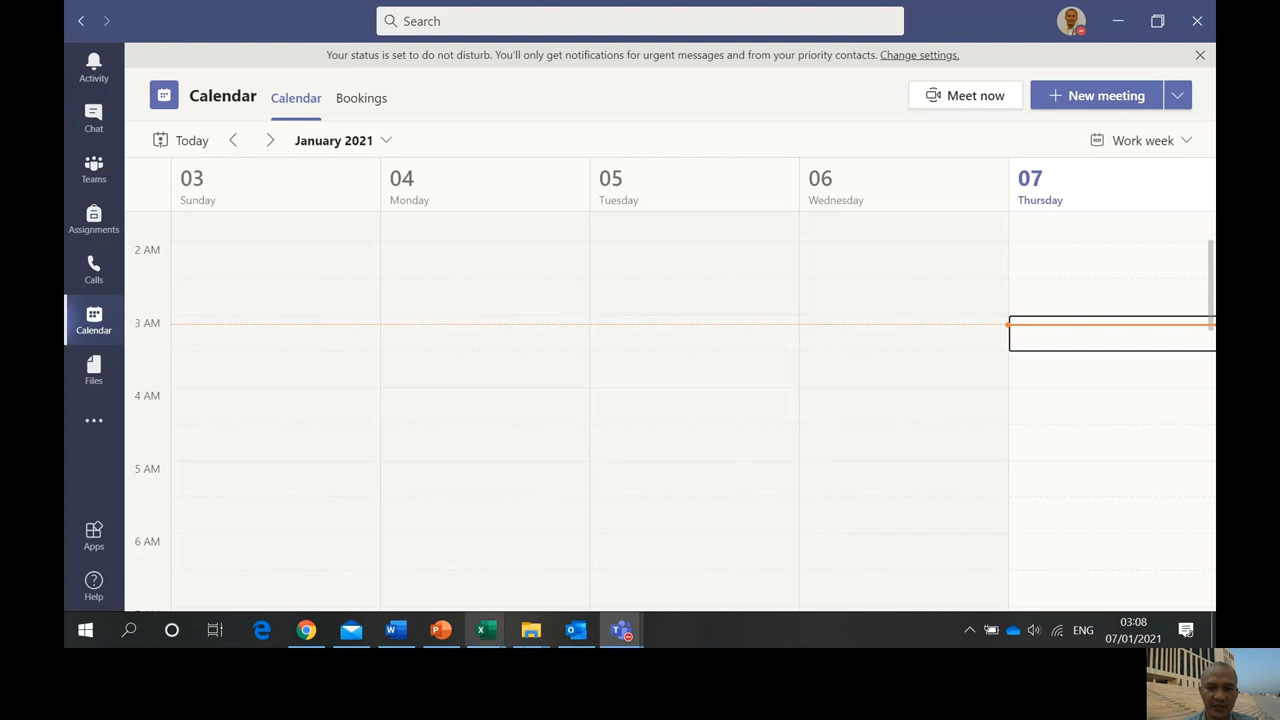 Search
Your status is set to do not disturb. You'll only get notifications for urgent messages and from your priority contacts. Change settings.
Activity
Chat
Teams
Assignments
Calls
Calendar
Files
Apps
Help
Calendar
Calendar
Bookings
Meet now
New meeting
Today
January 2021
Work week
03
Sunday
04
Monday
05
Tuesday
06
Wednesday
07
Thursday
2 AM
3 AM
4 AM
5 AM
6 AM
ENG
03:08
07/01/2021